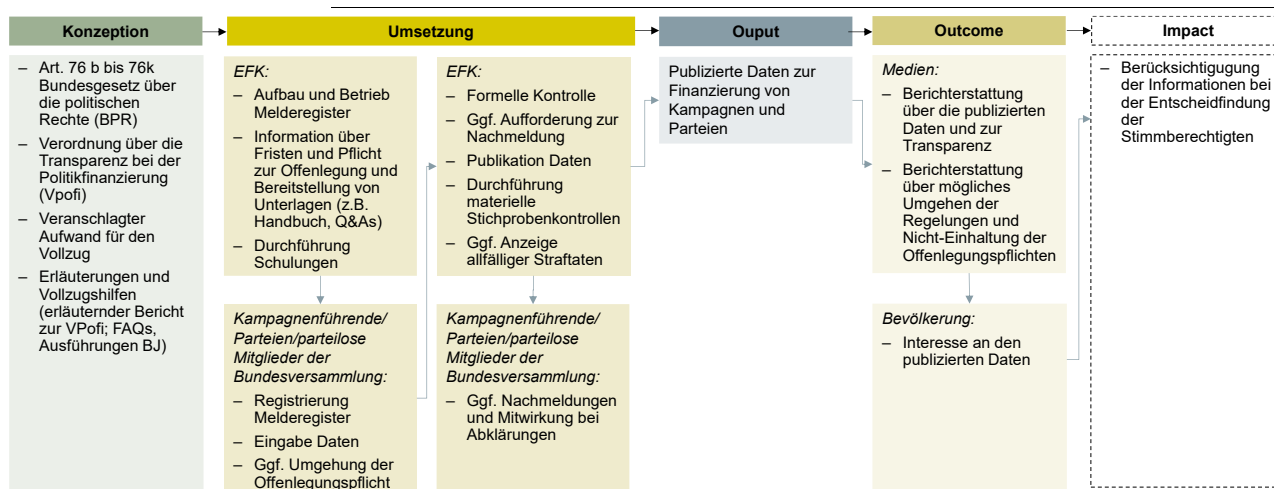 Konzeption
Umsetzung
Ouput
Outcome
Impact
– Art. 76 b bis 76k
Bundesgesetz über
die politischen
Rechte (BPR)
– Verordnung über die
Transparenz bei der
Politikfinanzierung
(Vpofi)
– Veranschlagter
Aufwand für den
Vollzug
– Erläuterungen und
Vollzugshilfen
(erläuternder Bericht
zur VPofi; FAQs,
Ausführungen BJ)
EFK:
– Aufbau und Betrieb
Melderegister
– Information über
Fristen und Pflicht
zur Offenlegung und
Bereitstellung von
Unterlagen (z.B.
Handbuch, Q&As)
– Durchführung
Schulungen
Kampagnenführende/
Parteien/parteilose
Mitglieder der
Bundesversammlung:
– Registrierung
Melderegister
– Eingabe Daten
– Ggf. Umgehung der
Offenlegungspflicht
EFK:
– Formelle Kontrolle
– Ggf. Aufforderung zur
Nachmeldung
– Publikation Daten
– Durchführung
materielle
Stichprobenkontrollen
– Ggf. Anzeige
allfälliger Straftaten
Kampagnenführende/
Parteien/parteilose
Mitglieder der
Bundesversammlung:
– Ggf. Nachmeldungen
und Mitwirkung bei
Abklärungen
Publizierte Daten zur
Finanzierung von
Kampagnen und
Parteien
Medien:
– Berichterstattung
über die publizierten
Daten und zur
Transparenz
– Berichterstattung
über mögliches
Umgehen der
Regelungen und
Nicht-Einhaltung der
Offenlegungspflichten
Bevölkerung:
– Interesse an den
publizierten Daten
– Berücksichtigugung
der Informationen bei
der Entscheidfindung
der
Stimmberechtigten